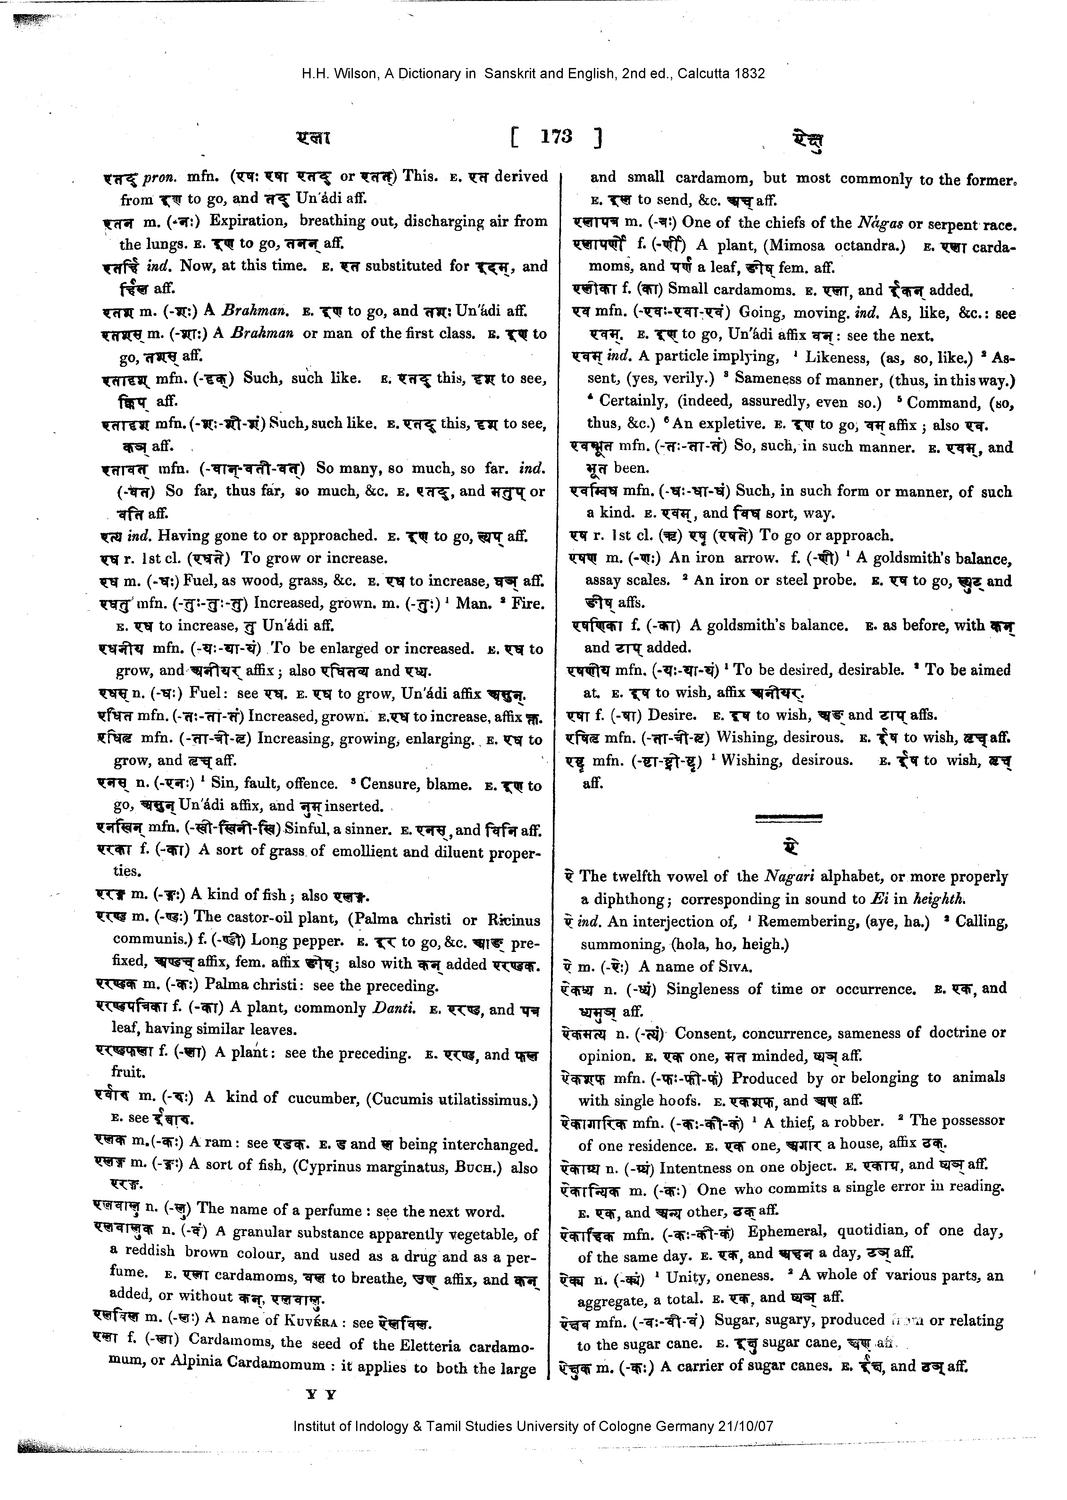 H.H. Wilson, A Dictionary in Sanskrit and English, 2nd ed., Calcutta 1832
एला [ 173 ] ऐक्षु
एतद् pron. mfn. (एषः एषा एतद् or एतत्) This. E. एत derived
from इण to go, and तद् Un'ádi aff.
एतन m. (-नः) Expiration, breathing out, discharging air from
the lungs. E. इण to go, तनन् aff.
एतर्हि ind. Now, at this time. E. एत substituted for इदम्, and
र्हिल aff.
एतश m. (-शः) A Brahman. E. इण to go, and तशः Un'ádi aff.
एतशस् m. (-शाः) A Brahman or man of the first class. E. इण to
go, तशस् aff.
एतादृश् mfn. (-दृक्) Such, such like. E. एतद् this, दृश to see,
क्विप् aff.
एतादृश mfn. (-शः-शी-शं) Such, such like. E. एतद् this, दृश to see,
कञ् aff.
एतावत् mfn. (-वान्-वती-वत्) So many, so much, so far. ind.
(-वत) So far, thus far, so much, &c. E. एतद्, and मतुप् or
वति aff.
एत्य ind. Having gone to or approached. E. इण to go, ल्यप् aff.
एध r. 1st cl. (एधते) To grow or increase.
एध m. (-धः) Fuel, as wood, grass, &c. E. एध to increase, घञ् aff.
एधतु mfn. (-तुः-तुः-तु) Increased, grown. m. (-तुः) ¹ Man. ² Fire.
E. एध to increase, तु Un'ádi aff.
एधनीय mfn. (-यः-या-यं) To be enlarged or increased. E. एध to
grow, and अनीयर् affix; also एधितव्य and एध्य.
एधस् n. (-धः) Fuel: see एध. E. एध to grow, Un'ádi affix असुन्.
एधित mfn. (-तः-ता-तं) Increased, grown. E. एध to increase, affix क्त.
एधितृ mfn. (-ता-त्री-तृ) Increasing, growing, enlarging. E. एध to
grow, and तृच् aff.
एनस् n. (-एनः) ¹ Sin, fault, offence. ² Censure, blame. E. इण to
go, असुन् Un'ádi affix, and नुम् inserted.
एनस्विन् mfn. (-स्वी-स्विनी-स्वि) Sinful, a sinner. E. एनस्, and विनि aff.
एरका f. (-का) A sort of grass of emollient and diluent proper-
ties.
एरङ्ग m. (-ङ्गः) A kind of fish; also एलङ्ग.
एरण्ड m. (-ण्डः) The castor-oil plant, (Palma christi or Ricinus
communis.) f. (-ण्डी) Long pepper. E. इर to go, &c. आङ् pre-
fixed, अण्डच् affix, fem. affix ङीष्; also with कन् added एरण्डक.
एरण्डक m. (-कः) Palma christi: see the preceding.
एरण्डपत्रिका f. (-का) A plant, commonly Danti. E. एरण्ड, and पत्र
leaf, having similar leaves.
एरण्डफला f. (-ला) A plant: see the preceding. E. एरण्ड, and फल
fruit.
एर्वारु m. (-रुः) A kind of cucumber, (Cucumis utilatissimus.)
E. see ईर्वारु.
एलक m. (-कः) A ram: see एडक. E. ड and ल being interchanged.
एलङ्ग m. (-ङ्गः) A sort of fish, (Cyprinus marginatus, BUCH.) also
एरङ्ग.
एलवालु n. (-लु) The name of a perfume: see the next word.
एलवालुक n. (-कं) A granular substance apparently vegetable, of
a reddish brown colour, and used as a drug and as a per-
fume. E. एला cardamoms, वल to breathe, उण् affix, and कन्
added, or without कन्, एलवालु.
एलविल m. (-लः) A name of KUVÉRA: see ऐलविल.
एला f. (-ला) Cardamoms, the seed of the Eletteria cardamo-
mum, or Alpinia Cardamomum: it applies to both the large
Y Y
and small cardamom, but most commonly to the former.
E. इल to send, &c. अच् aff.
एलापत्र m. (-त्रः) One of the chiefs of the Nágas or serpent race.
एलापर्णी f. (-र्णी) A plant, (Mimosa octandra.) E. एला carda-
moms, and पर्ण a leaf, ङीष् fem. aff.
एलीका f. (का) Small cardamoms. E. एला, and ईकन् added.
एव mfn. (-एवः-एवा-एवं) Going, moving. ind. As, like, &c.: see
एवम्. E. इण to go, Un'ádi affix वन्: see the next.
एवम् ind. A particle implying, ¹ Likeness, (as, so, like.) ² As-
sent, (yes, verily.) ³ Sameness of manner, (thus, in this way.)
⁴ Certainly, (indeed, assuredly, even so.) ⁵ Command, (so,
thus, &c.) ⁶ An expletive. E. इण to go, वम् affix; also एव.
एवम्भूत mfn. (-तः-ता-तं) So, such, in such manner. E. एवम्, and
भूत been.
एवम्विध mfn. (-धः-धा-धं) Such, in such form or manner, of such
a kind. E. एवम्, and विध sort, way.
एष r. 1st cl. (ऋ) एषृ (एषते) To go or approach.
एषण m. (-णः) An iron arrow. f. (-णी) ¹ A goldsmith's balance,
assay scales. ² An iron or steel probe. E. एष to go, ल्युट् and
ङीष् affs.
एषणिका f. (-का) A goldsmith's balance. E. as before, with कन्
and टाप् added.
एषणीय mfn. (-यः-या-यं) ¹ To be desired, desirable. ² To be aimed
at. E. इष to wish, affix अनीयर्.
एषा f. (-षा) Desire. E. इष to wish, अङ् and टाप् affs.
एषितृ mfn. (-ता-त्री-तृ) Wishing, desirous. E. ईष to wish, तृच् aff.
एष्टृ mfn. (-ष्टा-ष्ट्री-ष्टृ) ¹ Wishing, desirous. E. ईष to wish, तृच्
aff.
ऐ
ऐ The twelfth vowel of the Nagari alphabet, or more properly
a diphthong; corresponding in sound to Ei in heighth.
ऐ ind. An interjection of, ¹ Remembering, (aye, ha.) ² Calling,
summoning, (hola, ho, heigh.)
ऐ m. (-ऐः) A name of SIVA.
ऐकध्य n. (-ध्यं) Singleness of time or occurrence. E. एक, and
ध्यमुञ् aff.
ऐकमत्य n. (-त्यं) Consent, concurrence, sameness of doctrine or
opinion. E. एक one, मत minded, ष्यञ् aff.
ऐकशफ mfn. (-फः-फी-फं) Produced by or belonging to animals
with single hoofs. E. एकशफ, and अण aff.
ऐकागारिक mfn. (-कः-की-कं) ¹ A thief, a robber. ² The possessor
of one residence. E. एक one, अगार a house, affix ठक्.
ऐकाग्र्य n. (-ग्र्यं) Intentness on one object. E. एकाग्र, and ष्यञ् aff.
ऐकान्यिक m. (-कः) One who commits a single error in reading.
E. एक, and अन्य other, ठक् aff.
ऐकाह्निक mfn. (-कः-की-कं) Ephemeral, quotidian, of one day,
of the same day. E. एक, and अहन a day, ठञ् aff.
ऐक्य n. (-क्यं) ¹ Unity, oneness. ² A whole of various parts, an
aggregate, a total. E. एक, and ष्यञ् aff.
ऐक्षव mfn. (-वः-वी-वं) Sugar, sugary, produced or relating
to the sugar cane. E. इक्षु sugar cane, अण aff.
ऐक्षुक m. (-कः) A carrier of sugar canes. E. ईक्षु, and ठञ् aff.
Institut of Indology & Tamil Studies University of Cologne Germany 21/10/07